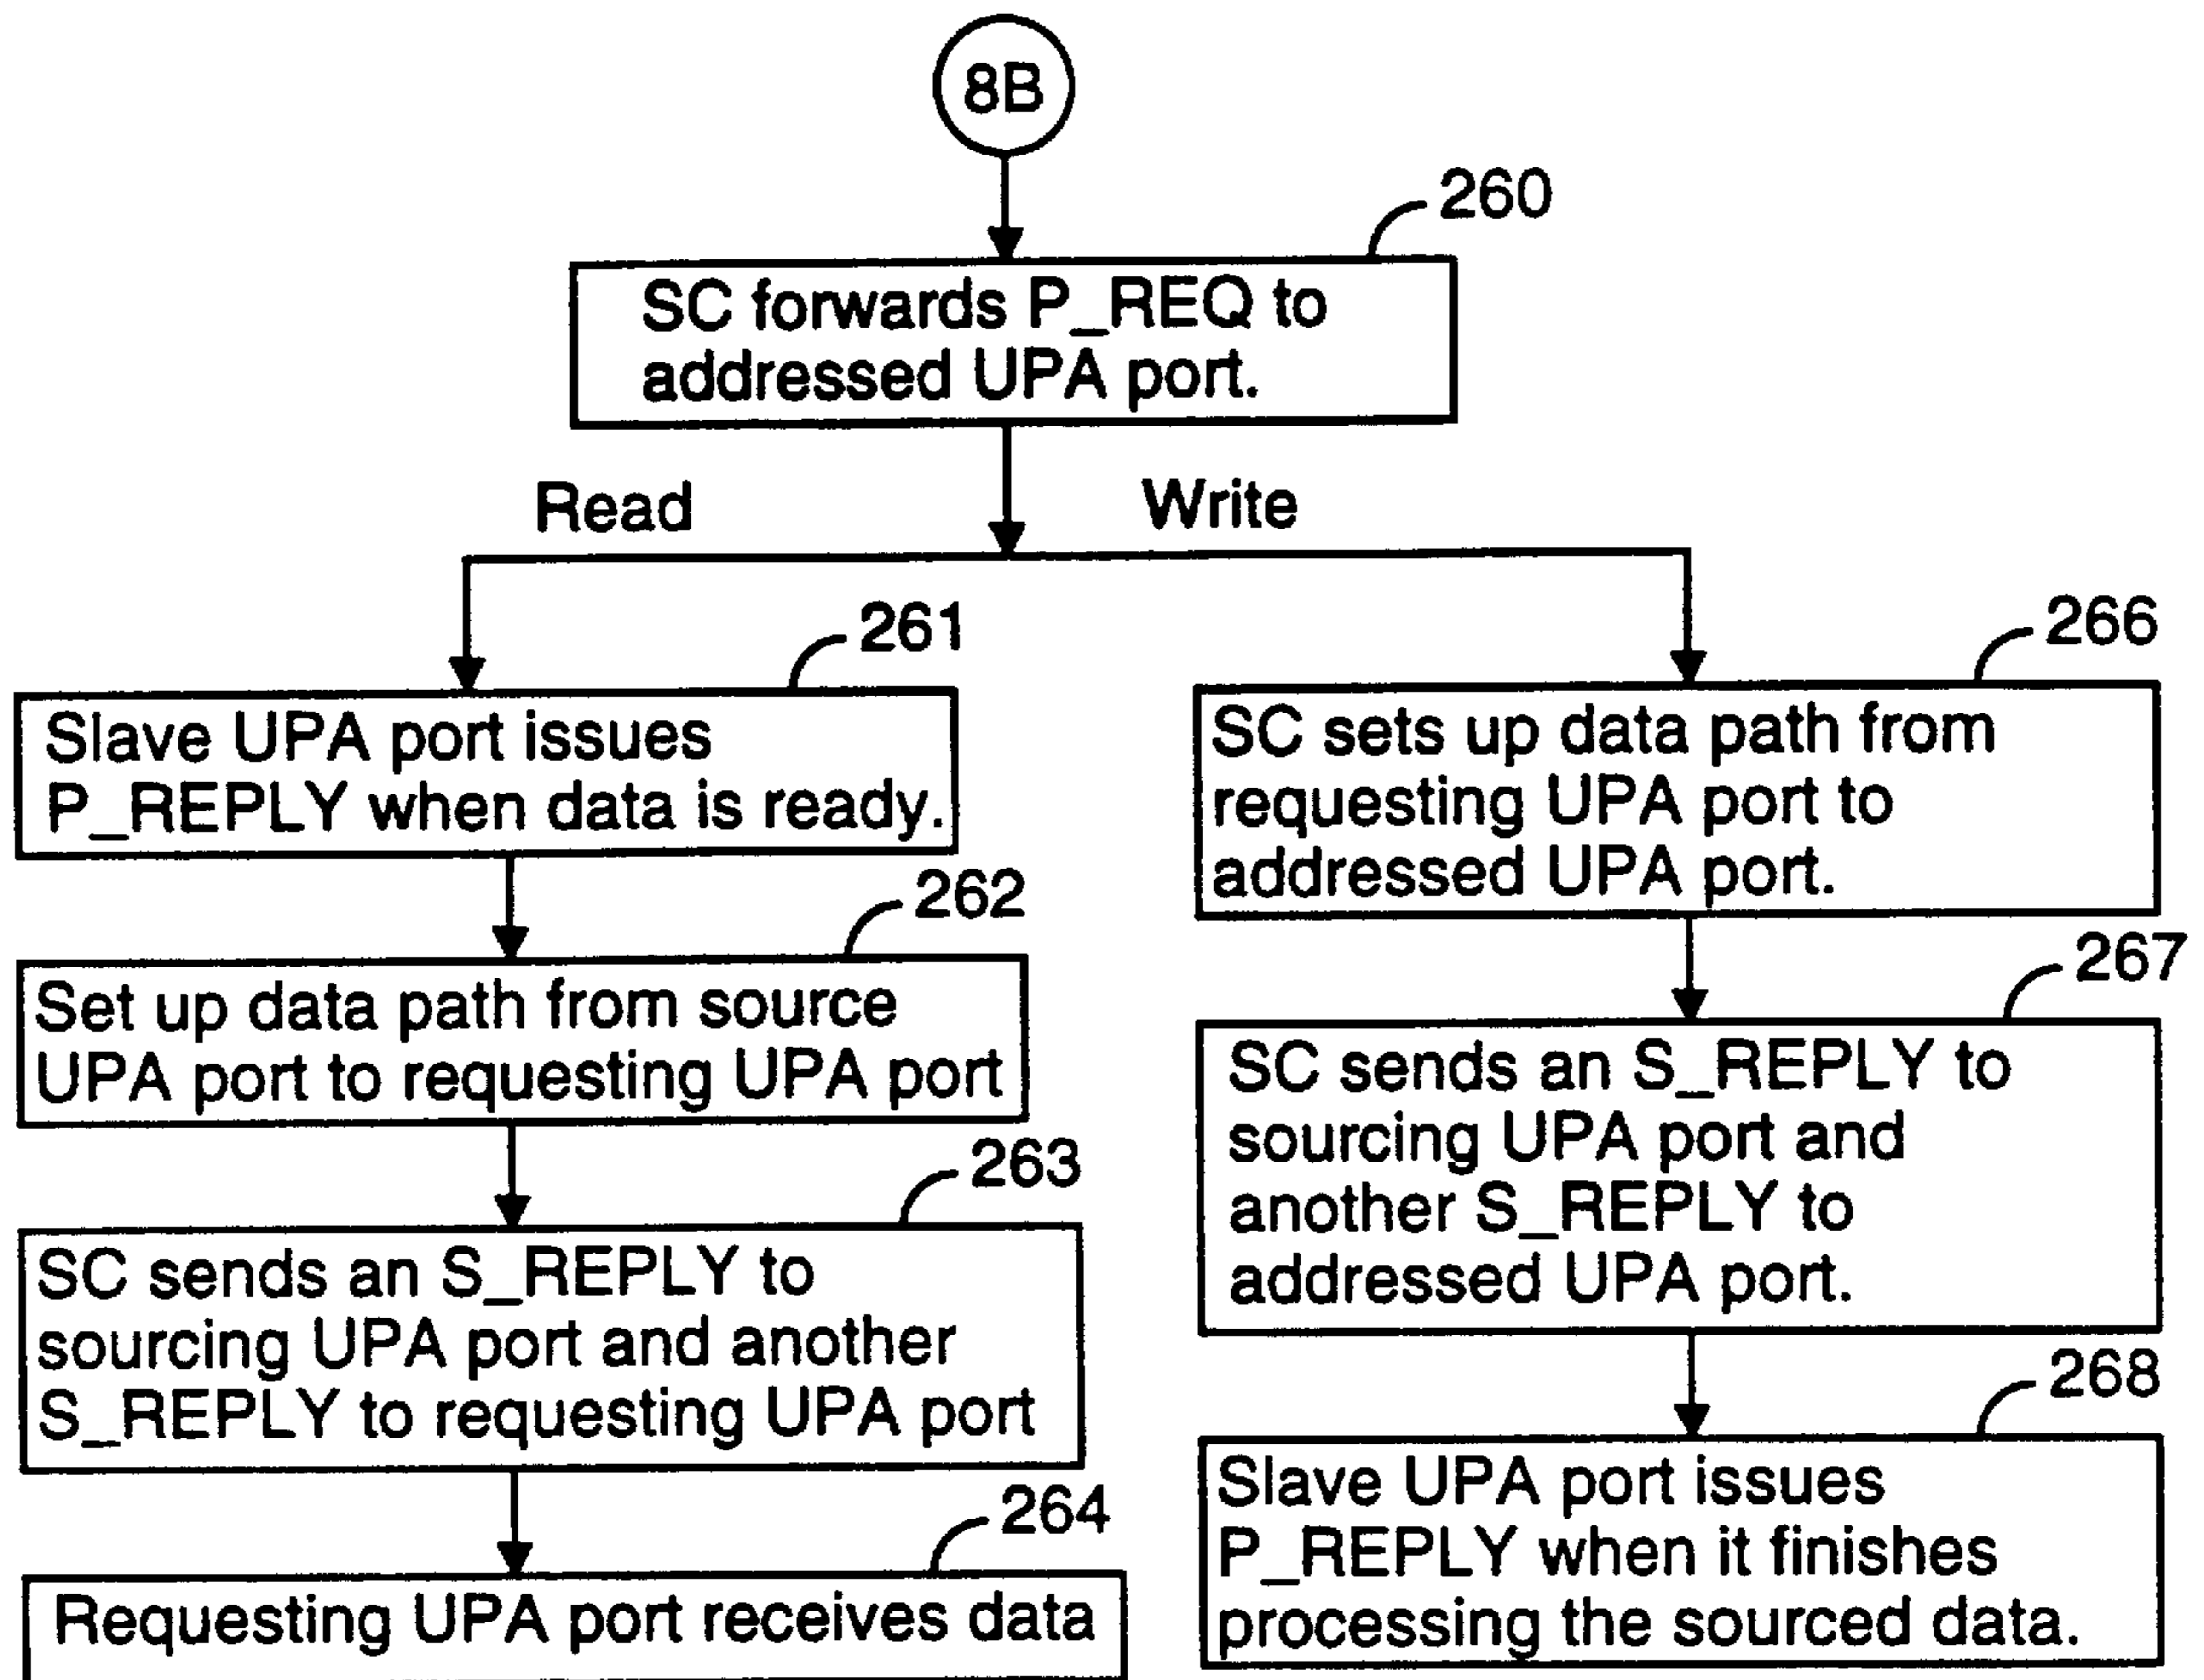 8B
260
SC forwards P_REQ to
addressed UPA port.
Read
Write
261
Slave UPA port issues
P_REPLY when data is ready.
262
Set up data path from source
UPA port to requesting UPA port
263
SC sends an S_REPLY to
sourcing UPA port and another
S_REPLY to requesting UPA port
264
Requesting UPA port receives data
266
SC sets up data path from
requesting UPA port to
addressed UPA port.
267
SC sends an S_REPLY to
sourcing UPA port and
another S_REPLY to
addressed UPA port.
268
Slave UPA port issues
P_REPLY when it finishes
processing the sourced data.